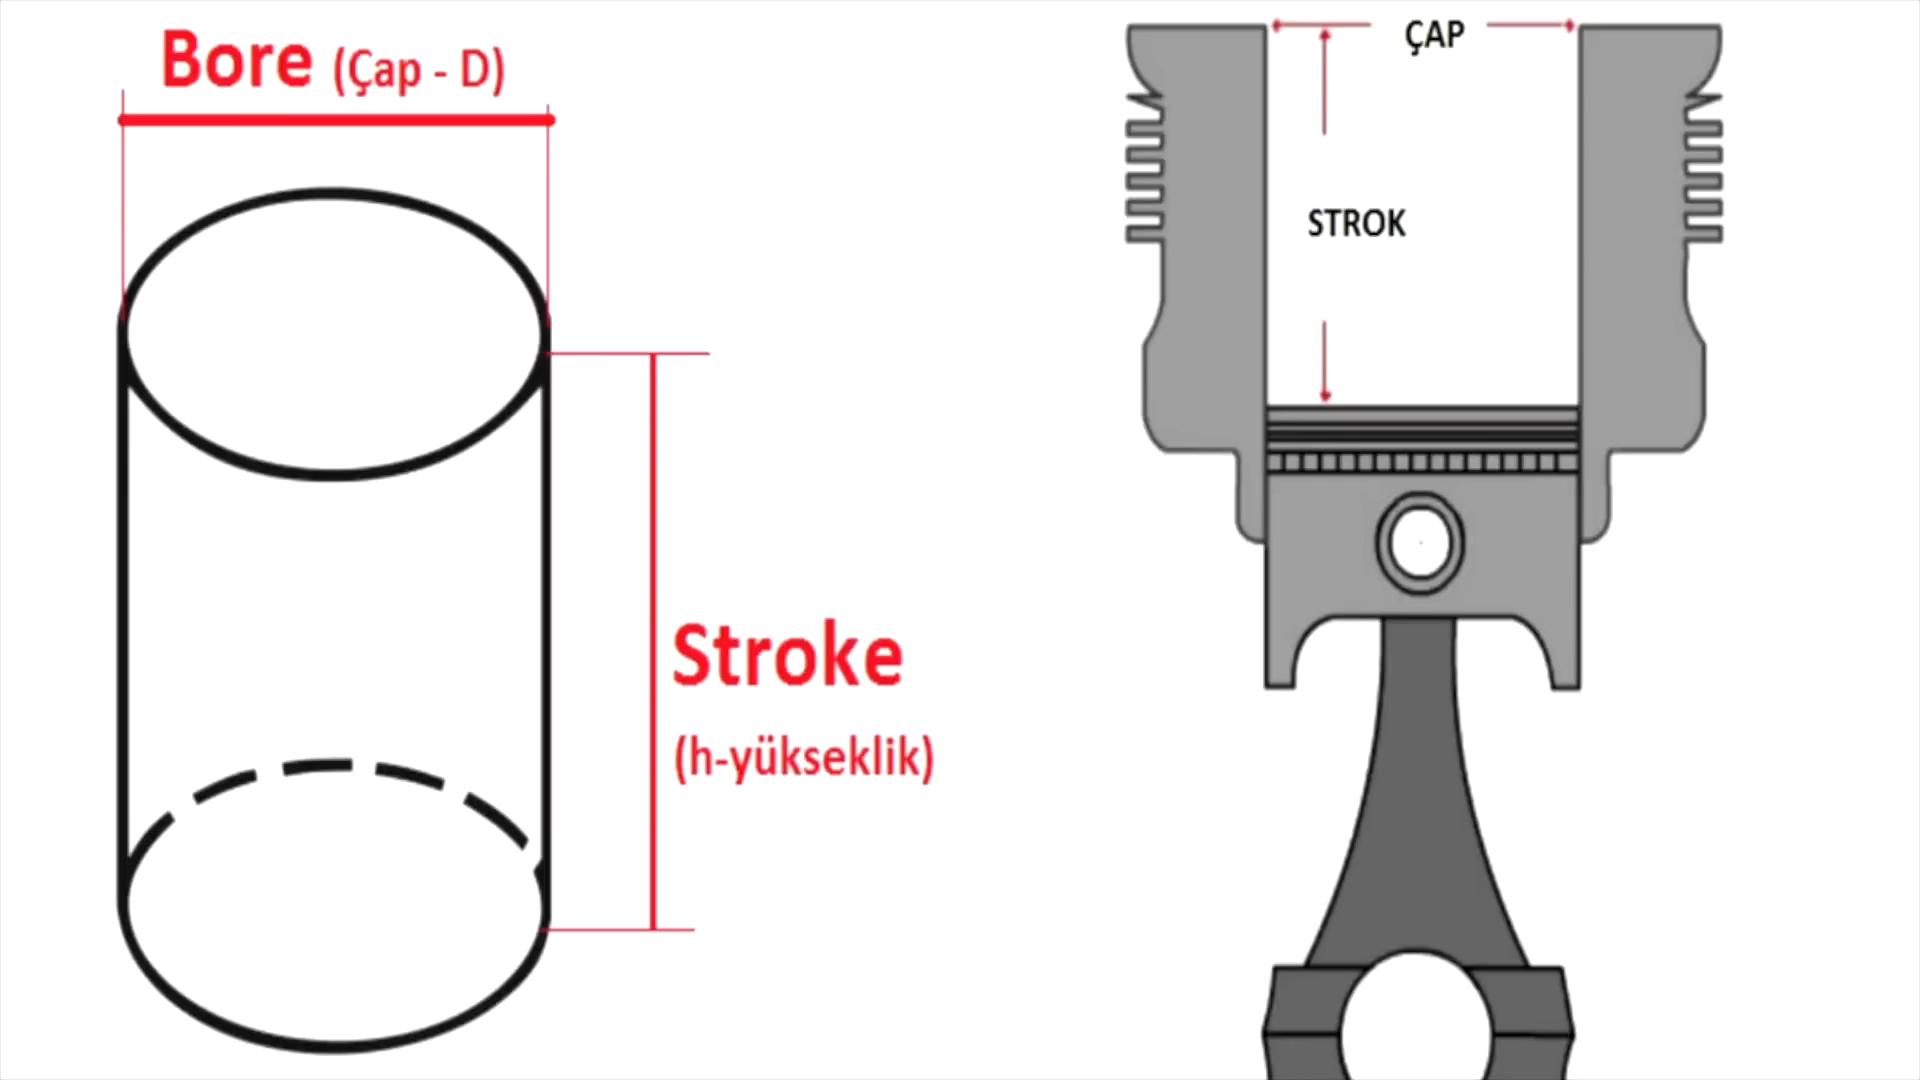 Bore (Çap - D)
Stroke
(h-yükseklik)
ÇAP
STROK